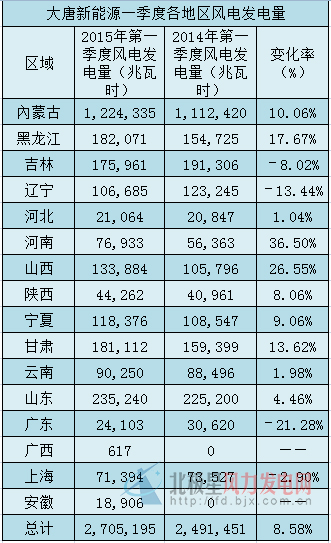 大唐新能源一季度各地区风电发电量
区域 2015年第一季度风电发电量（兆瓦时） 2014年第一季度风电发电量（兆瓦时） 变化率（%）
內蒙古 1,224,335 1,112,420 10.06%
黑龙江 182,071 154,725 17.67%
吉林 175,961 191,306 -8.02%
辽宁 106,685 123,245 -13.44%
河北 21,064 20,847 1.04%
河南 76,933 56,363 36.50%
山西 133,884 105,796 26.55%
陕西 44,262 40,961 8.06%
宁夏 118,376 108,547 9.06%
甘肃 181,112 159,399 13.62%
云南 90,250 88,496 1.98%
山东 235,240 225,200 4.46%
广东 24,103 30,620 -21.28%
广西 617 0 ——
上海 71,394 73,527 -2.90%
安徽 18,906
总计 2,705,195 2,491,451 8.58%
北极星风力发电网
fd.bjx.com.cn